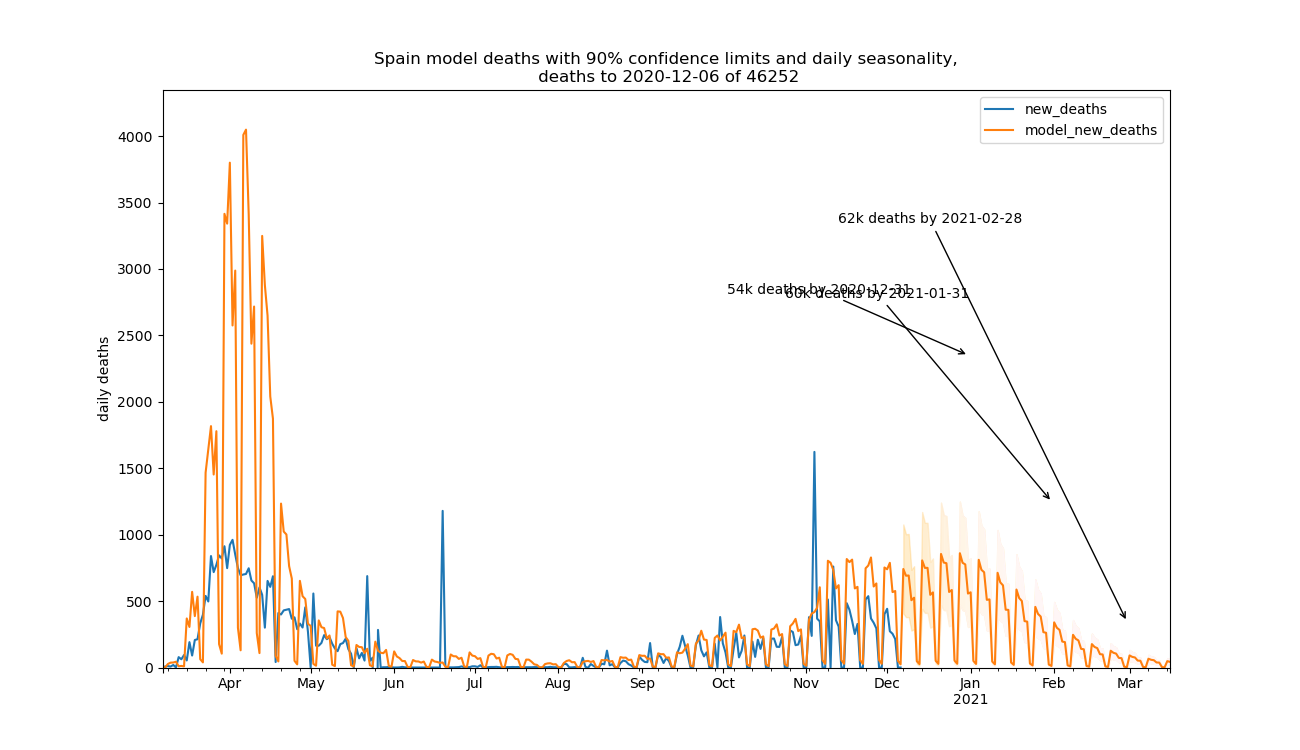 Spain model deaths with 90% confidence limits and daily seasonality,
deaths to 2020-12-06 of 46252
new_deaths
model_new_deaths
daily deaths
4000
3500
3000
2500
2000
1500
1000
500
0
62k deaths by 2021-02-28
54k deaths by 2020-12-31
60k deaths by 2021-01-31
Apr May Jun Jul Aug Sep Oct Nov Dec Jan Feb Mar
2021